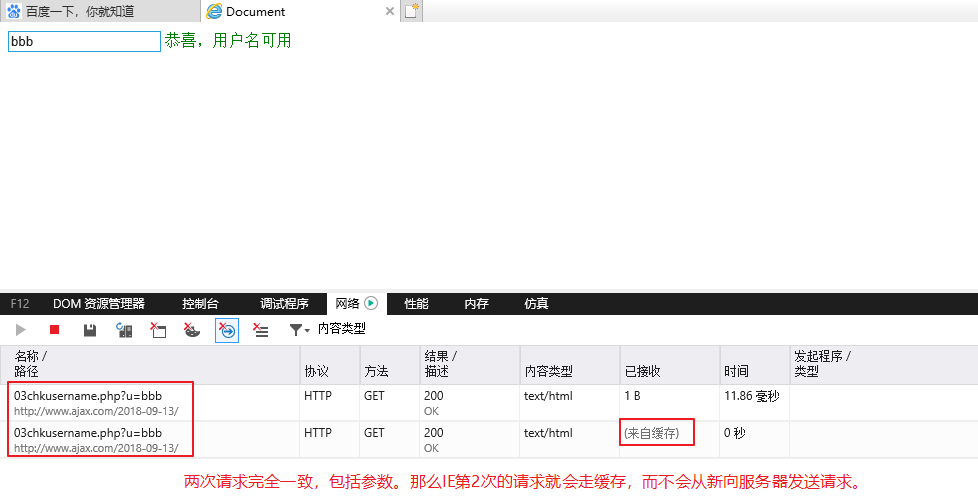 百度一下，你就知道
Document
bbb 恭喜，用户名可用
F12 DOM 资源管理器 控制台 调试程序 网络 性能 内存 仿真
内容类型
名称 / 路径 协议 方法 结果 / 描述 内容类型 已接收 时间 发起程序 / 类型
03chkusername.php?u=bbb HTTP GET 200 text/html 1 B 11.86 毫秒
http://www.ajax.com/2018-09-13/ OK
03chkusername.php?u=bbb HTTP GET 200 text/html (来自缓存) 0 秒
http://www.ajax.com/2018-09-13/ OK
两次请求完全一致，包括参数。那么IE第2次的请求就会走缓存，而不会从新向服务器发送请求。